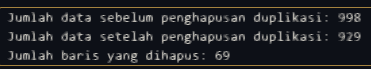 Jumlah data sebelum penghapusan duplikasi: 998
Jumlah data setelah penghapusan duplikasi: 929
Jumlah baris yang dihapus: 69